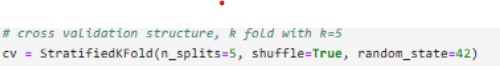 # cross validation structure, k fold with k=5
cv = StratifiedKFold(n_splits=5, shuffle=True, random_state=42)